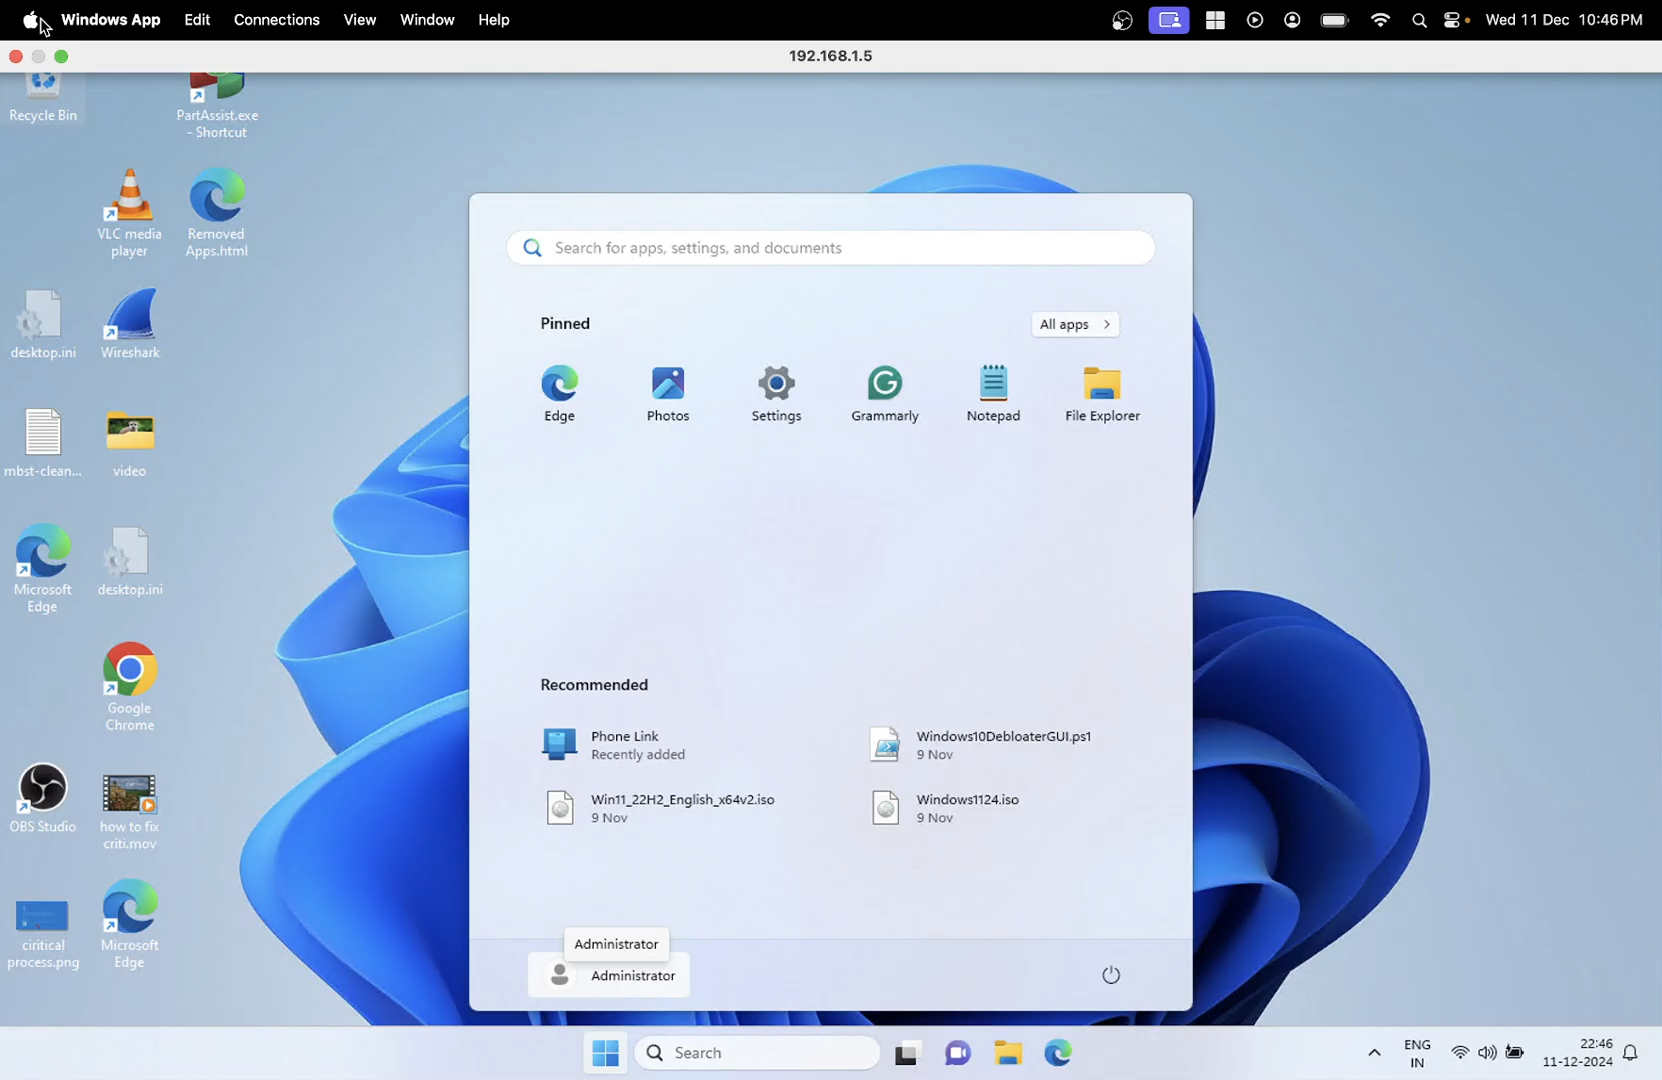 Windows App Edit Connections View Window Help Wed 11 Dec 10:46 PM
192.168.1.5
Recycle Bin
PartAssist.exe
- Shortcut
VLC media
player
Removed
Apps.html
desktop.ini
Wireshark
mbst-clean...
video
Microsoft
Edge
desktop.ini
Google
Chrome
OBS Studio
how to fix
criti.mov
ciritical
process.png
Microsoft
Edge
Search for apps, settings, and documents
Pinned
All apps >
Edge
Photos
Settings
Grammarly
Notepad
File Explorer
Recommended
Phone Link
Recently added
Windows10DebloaterGUI.ps1
9 Nov
Win11_22H2_English_x64v2.iso
9 Nov
Windows1124.iso
9 Nov
Administrator
Administrator
Search
ENG
IN
22:46
11-12-2024